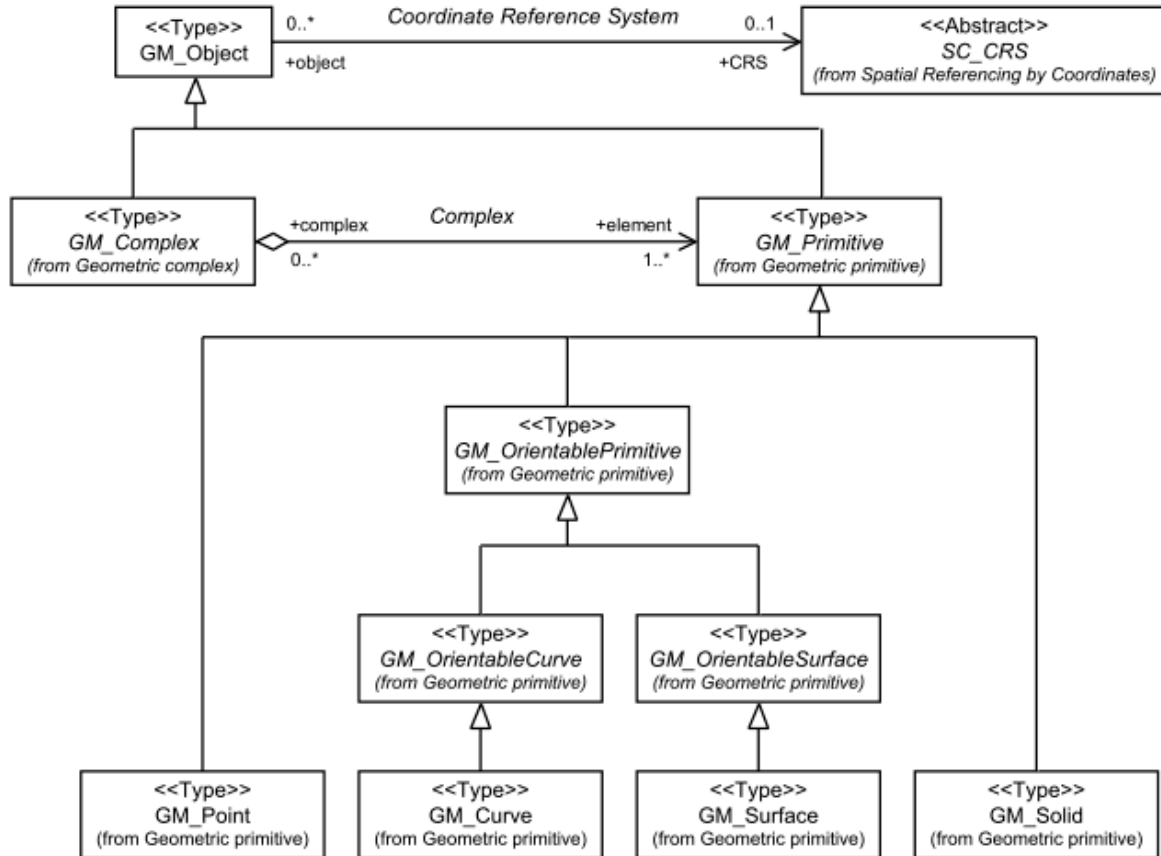 <<Type>>
GM_Object
0..*
Coordinate Reference System
0..1
+object
+CRS
<<Abstract>>
SC_CRS
(from Spatial Referencing by Coordinates)
<<Type>>
GM_Complex
(from Geometric complex)
+complex
Complex
+element
0..*
1..*
<<Type>>
GM_Primitive
(from Geometric primitive)
<<Type>>
GM_OrientablePrimitive
(from Geometric primitive)
<<Type>>
GM_OrientableCurve
(from Geometric primitive)
<<Type>>
GM_OrientableSurface
(from Geometric primitive)
<<Type>>
GM_Point
(from Geometric primitive)
<<Type>>
GM_Curve
(from Geometric primitive)
<<Type>>
GM_Surface
(from Geometric primitive)
<<Type>>
GM_Solid
(from Geometric primitive)